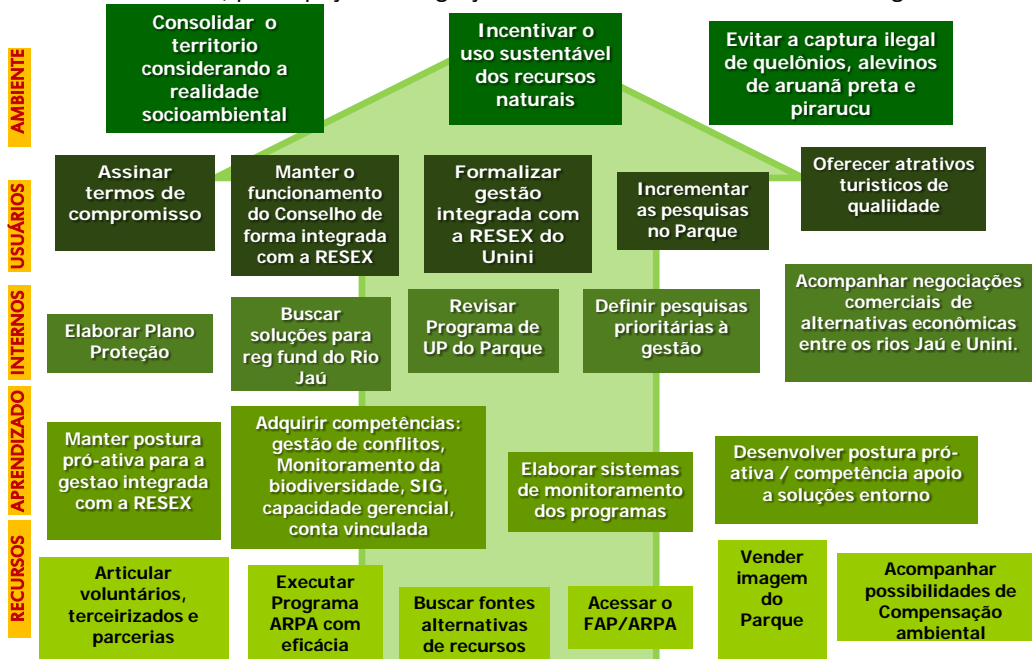 Consolidar o
territorio
considerando a
realidade
socioambiental
Incentivar o
uso sustentável
dos recursos
naturais
Evitar a captura ilegal
de quelônios, alevinos
de aruanã preta e
pirarucu
AMBIENTE
Assinar
termos de
compromisso
Manter o
funcionamento
do Conselho de
forma integrada
com a RESEX
Formalizar
gestão
integrada com
a RESEX do
Unini
Incrementar
as pesquisas
no Parque
Oferecer atrativos
turisticos de
qualiidade
USUÁRIOS
Elaborar Plano
Proteção
Buscar
soluções para
reg fund do Rio
Jaú
Revisar
Programa de
UP do Parque
Definir pesquisas
prioritárias à
gestão
Acompanhar negociações
comerciais de
alternativas econômicas
entre os rios Jaú e Unini.
INTERNOS
Manter postura
pró-ativa para a
gestao integrada
com a RESEX
Adquirir competências:
gestão de conflitos,
Monitoramento da
biodiversidade, SIG,
capacidade gerencial,
conta vinculada
Elaborar sistemas
de monitoramento
dos programas
Desenvolver postura pró-
ativa / competência apoio
a soluções entorno
APRENDIZADO
Articular
voluntários,
terceirizados e
parcerias
Executar
Programa
ARPA com
eficácia
Buscar fontes
alternativas
de recursos
Acessar o
FAP/ARPA
Vender
imagem
do
Parque
Acompanhar
possibilidades de
Compensação
ambiental
RECURSOS